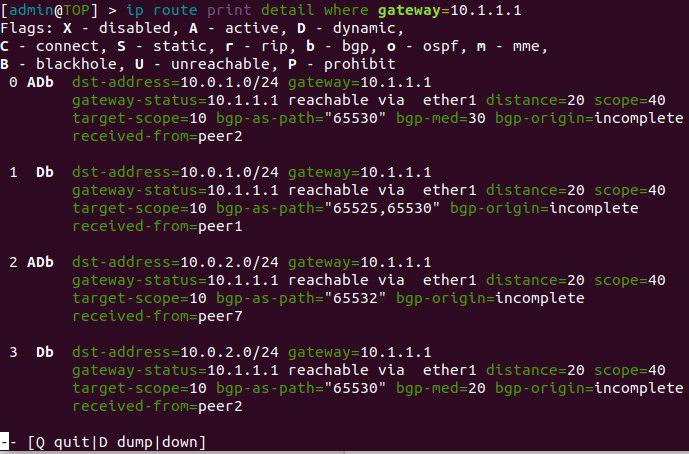 [admin@TOP] > ip route print detail where gateway=10.1.1.1
Flags: X - disabled, A - active, D - dynamic,
C - connect, S - static, r - rip, b - bgp, o - ospf, m - mme,
B - blackhole, U - unreachable, P - prohibit
0 ADb dst-address=10.0.1.0/24 gateway=10.1.1.1
gateway-status=10.1.1.1 reachable via ether1 distance=20 scope=40
target-scope=10 bgp-as-path="65530" bgp-med=30 bgp-origin=incomplete
received-from=peer2
1 Db dst-address=10.0.1.0/24 gateway=10.1.1.1
gateway-status=10.1.1.1 reachable via ether1 distance=20 scope=40
target-scope=10 bgp-as-path="65525,65530" bgp-origin=incomplete
received-from=peer1
2 ADb dst-address=10.0.2.0/24 gateway=10.1.1.1
gateway-status=10.1.1.1 reachable via ether1 distance=20 scope=40
target-scope=10 bgp-as-path="65532" bgp-origin=incomplete
received-from=peer7
3 Db dst-address=10.0.2.0/24 gateway=10.1.1.1
gateway-status=10.1.1.1 reachable via ether1 distance=20 scope=40
target-scope=10 bgp-as-path="65530" bgp-med=20 bgp-origin=incomplete
received-from=peer2
-- [Q quit|D dump|down]